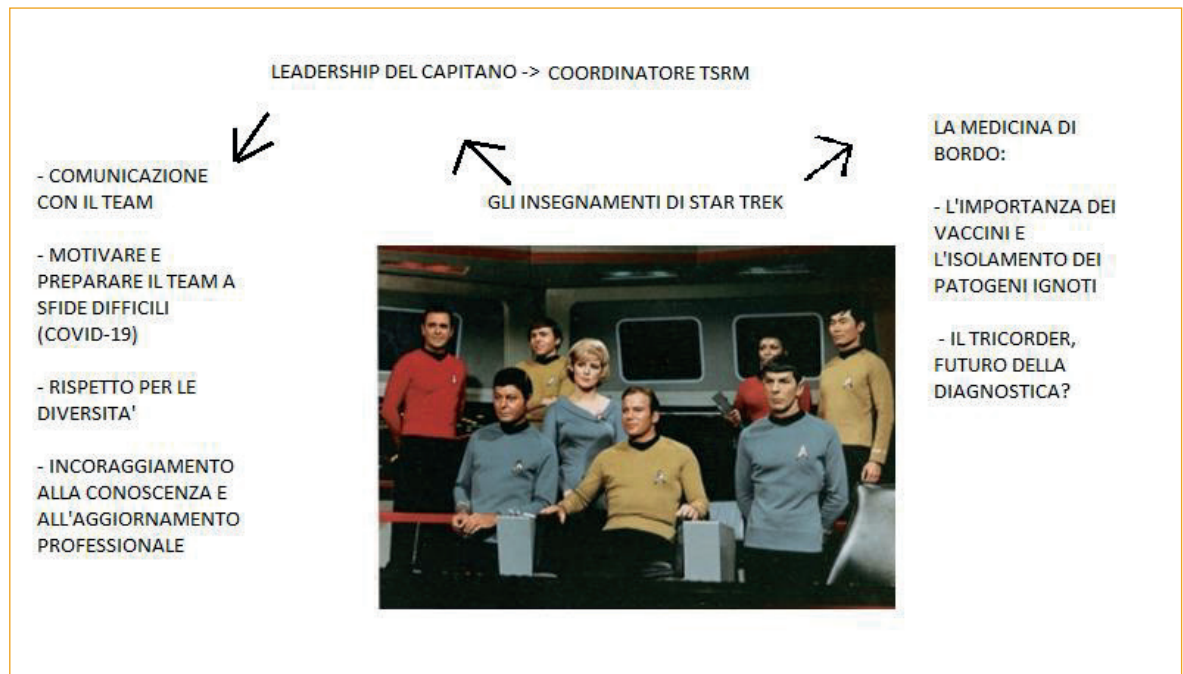 LEADERSHIP DEL CAPITANO -> COORDINATORE TSRM
- COMUNICAZIONE
CON IL TEAM
- MOTIVARE E
PREPARARE IL TEAM A
SFIDE DIFFICILI
(COVID-19)
- RISPETTO PER LE
DIVERSITA'
- INCORAGGIAMENTO
ALLA CONOSCENZA E
ALL'AGGIORNAMENTO
PROFESSIONALE
GLI INSEGNAMENTI DI STAR TREK
LA MEDICINA DI
BORDO:
- L'IMPORTANZA DEI
VACCINI E
L'ISOLAMENTO DEI
PATOGENI IGNOTI
- IL TRICORDER,
FUTURO DELLA
DIAGNOSTICA?